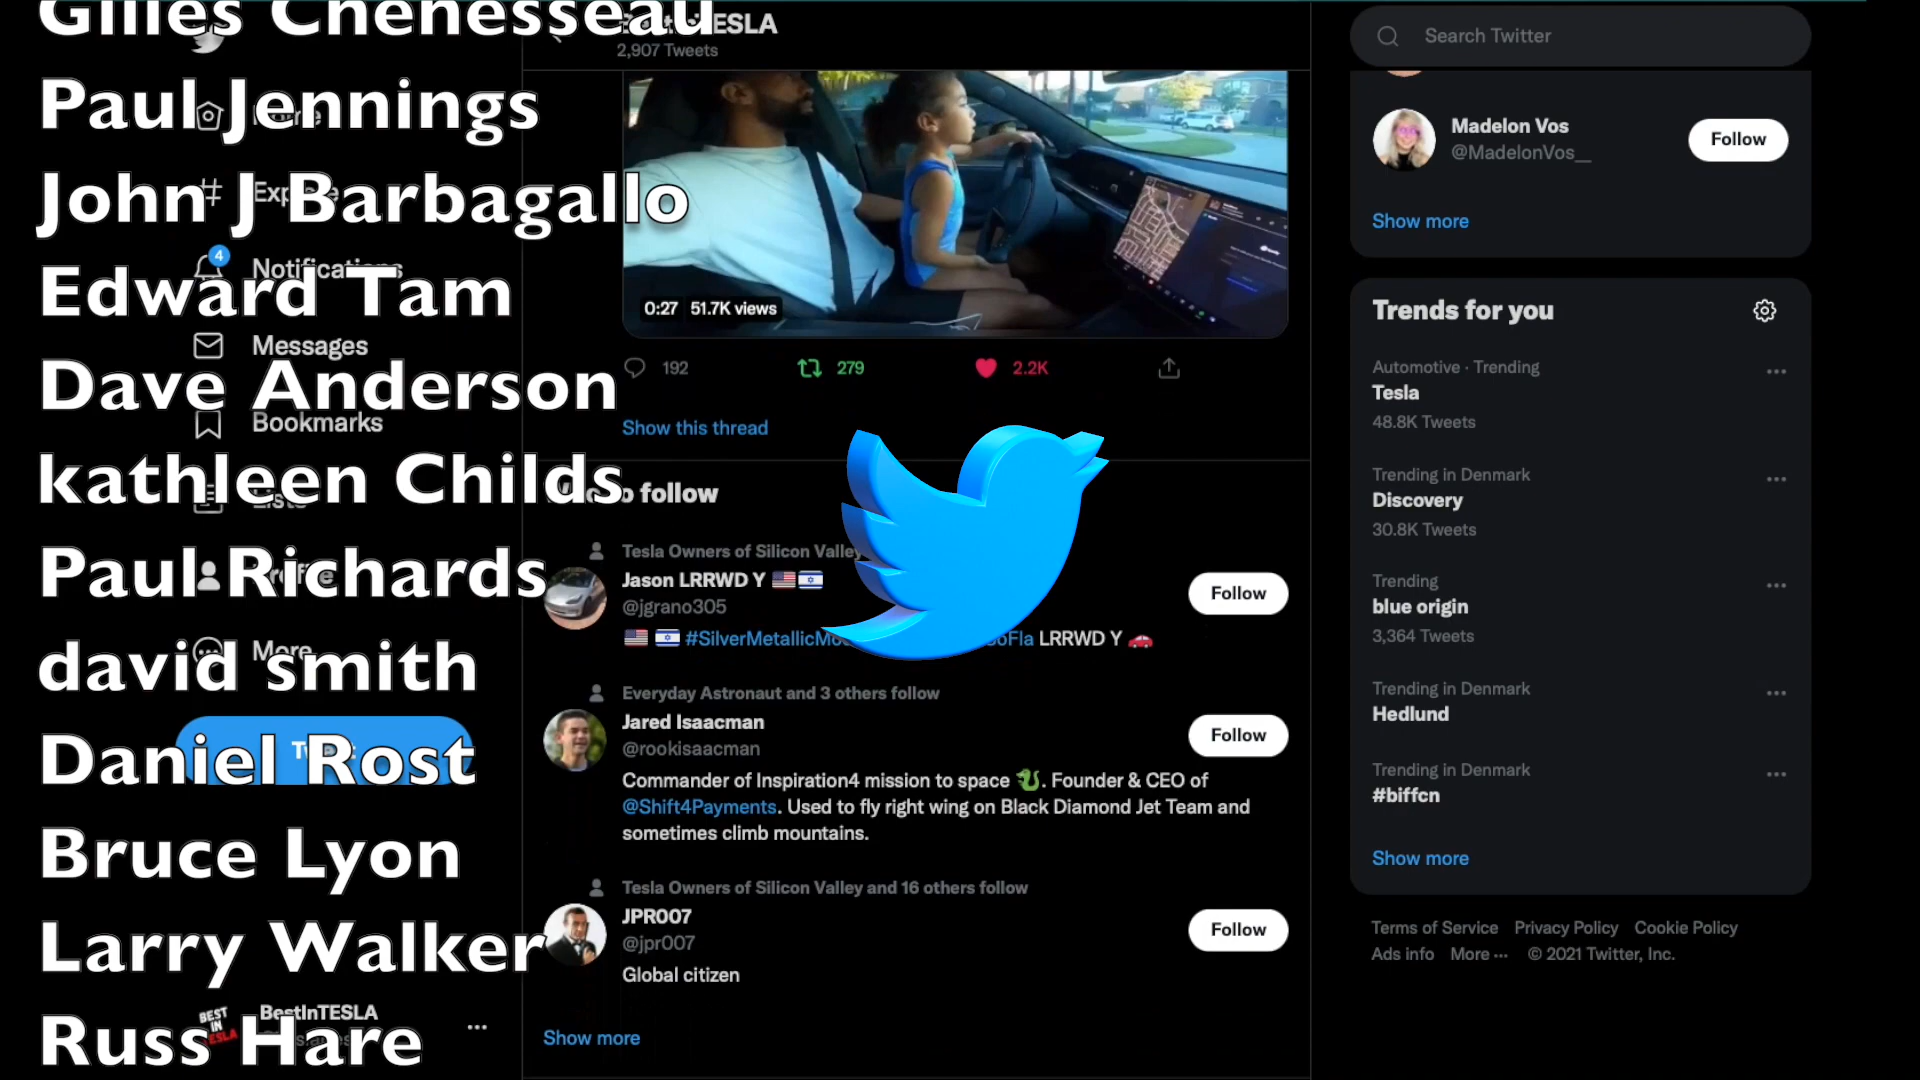 Gilles Chenesseau
Paul Jennings
John J Barbagallo
Edward Tam
Dave Anderson
kathleen Childs
Paul Richards
david smith
Daniel Rost
Bruce Lyon
Larry Walker
Russ Hare
4
Notifications
Messages
Bookmarks
More
BEST
IN
TESLA
BestInTESLA
2,907 Tweets
0:27 51.7K views
192 279 2.2K
Show this thread
to follow
Tesla Owners of Silicon Valley
Jason LRRWD Y
@jgrano305
LRRWD Y
Follow
Everyday Astronaut and 3 others follow
Jared Isaacman
@rookisaacman
Follow
Commander of Inspiration4 mission to space 🐉. Founder & CEO of
@Shift4Payments. Used to fly right wing on Black Diamond Jet Team and
sometimes climb mountains.
Tesla Owners of Silicon Valley and 16 others follow
JPR007
@jpr007
Follow
Global citizen
Show more
Search Twitter
Madelon Vos
@MadelonVos__
Follow
Show more
Trends for you
Automotive · Trending
Tesla
48.8K Tweets
Trending in Denmark
Discovery
30.8K Tweets
Trending
blue origin
3,364 Tweets
Trending in Denmark
Hedlund
Trending in Denmark
#biffcn
Show more
Terms of Service Privacy Policy Cookie Policy
Ads info More ··· © 2021 Twitter, Inc.